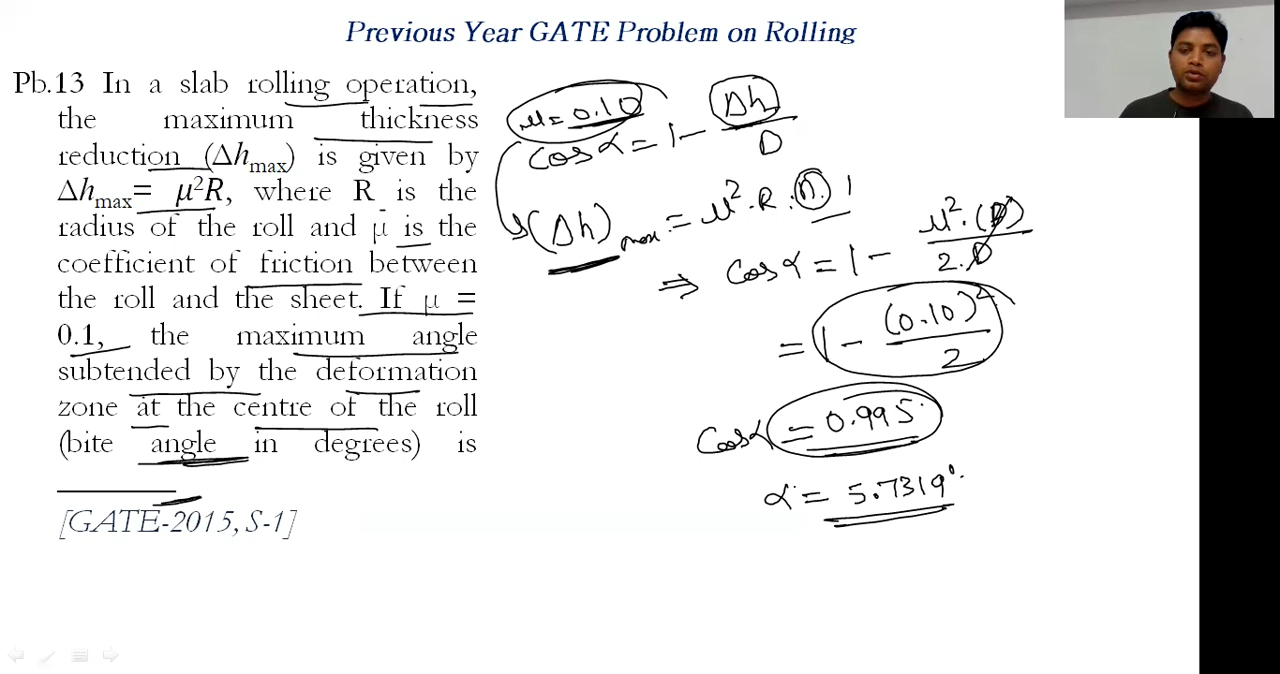 Previous Year GATE Problem on Rolling
Pb.13 In a slab rolling operation,
the maximum thickness
reduction (Δhmax) is given by
Δhmax= μ²R, where R is the
radius of the roll and μ is the
coefficient of friction between
the roll and the sheet. If μ =
0.1, the maximum angle
subtended by the deformation
zone at the centre of the roll
(bite angle in degrees) is
[GATE-2015, S-1]
μ = 0.10
cos α = 1 - Δh/D
(Δh)max = μ² · R ·
⇒ cos α = 1 - μ² · (D)/2·D
= 1 - (0.10)²/2
cos α = 0.995
α = 5.7319°